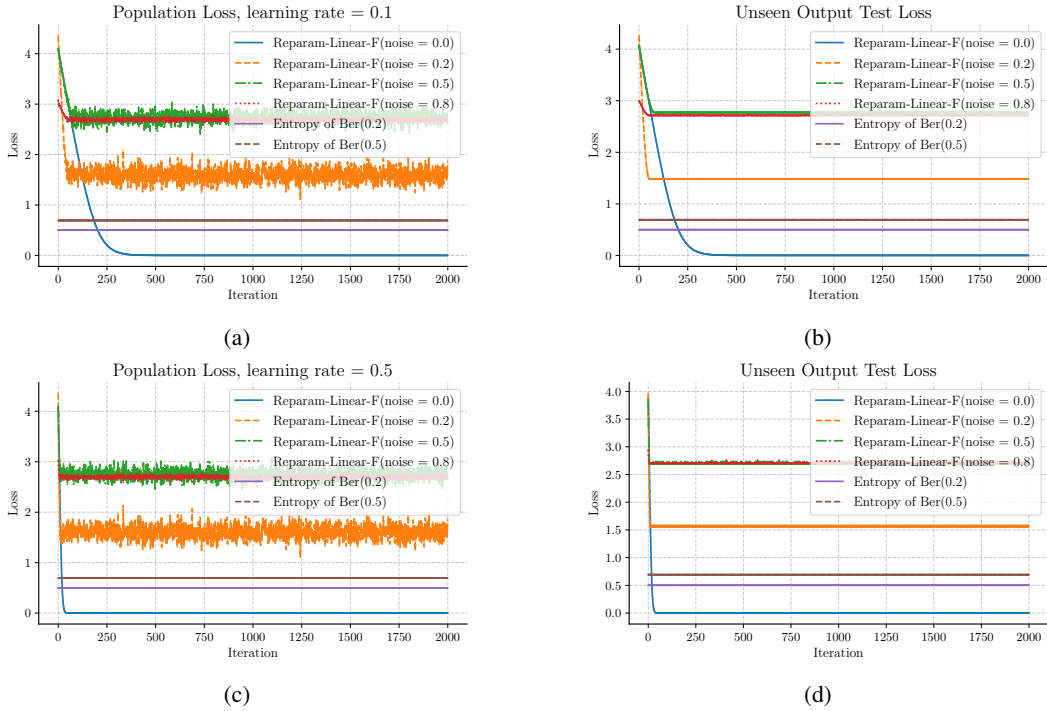 Population Loss, learning rate = 0.1
Loss
4
3
2
1
0
0 250 500 750 1000 1250 1500 1750 2000
Iteration
Reparam-Linear-F(noise = 0.0)
Reparam-Linear-F(noise = 0.2)
Reparam-Linear-F(noise = 0.5)
Reparam-Linear-F(noise = 0.8)
Entropy of Ber(0.2)
Entropy of Ber(0.5)
(a)
Unseen Output Test Loss
Loss
4
3
2
1
0
0 250 500 750 1000 1250 1500 1750 2000
Iteration
Reparam-Linear-F(noise = 0.0)
Reparam-Linear-F(noise = 0.2)
Reparam-Linear-F(noise = 0.5)
Reparam-Linear-F(noise = 0.8)
Entropy of Ber(0.2)
Entropy of Ber(0.5)
(b)
Population Loss, learning rate = 0.5
Loss
4
3
2
1
0
0 250 500 750 1000 1250 1500 1750 2000
Iteration
Reparam-Linear-F(noise = 0.0)
Reparam-Linear-F(noise = 0.2)
Reparam-Linear-F(noise = 0.5)
Reparam-Linear-F(noise = 0.8)
Entropy of Ber(0.2)
Entropy of Ber(0.5)
(c)
Unseen Output Test Loss
Loss
4.0
3.5
3.0
2.5
2.0
1.5
1.0
0.5
0.0
0 250 500 750 1000 1250 1500 1750 2000
Iteration
Reparam-Linear-F(noise = 0.0)
Reparam-Linear-F(noise = 0.2)
Reparam-Linear-F(noise = 0.5)
Reparam-Linear-F(noise = 0.8)
Entropy of Ber(0.2)
Entropy of Ber(0.5)
(d)